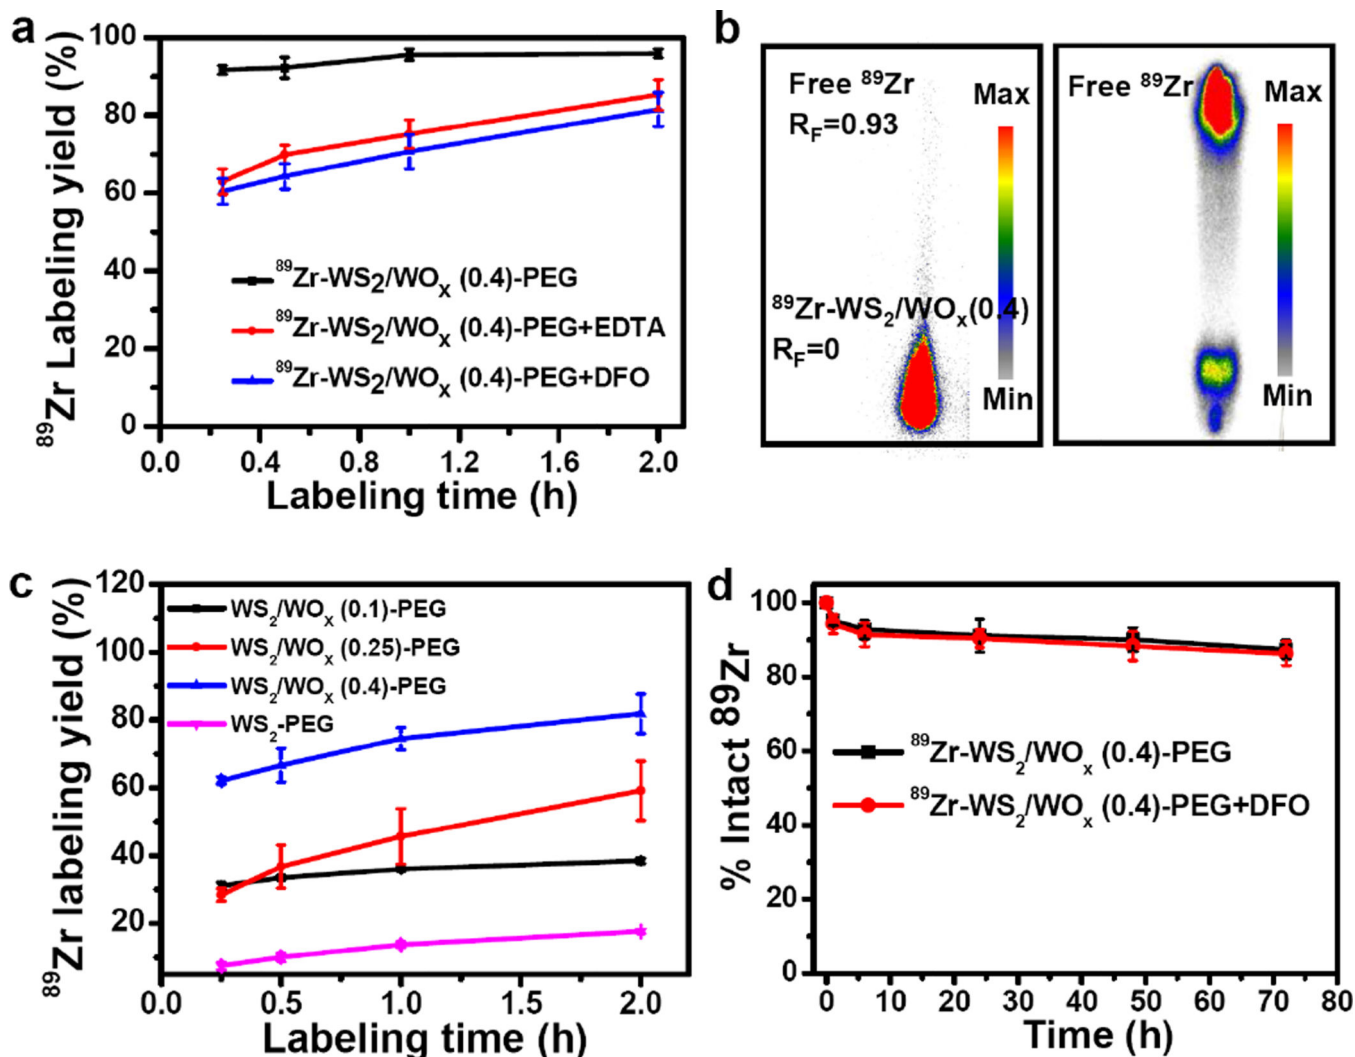 a
⁸⁹Zr Labeling yield (%)
100
80
60
40
20
0
⁸⁹Zr-WS₂/WOₓ (0.4)-PEG
⁸⁹Zr-WS₂/WOₓ (0.4)-PEG+EDTA
⁸⁹Zr-WS₂/WOₓ (0.4)-PEG+DFO
0.0 0.4 0.8 1.2 1.6 2.0
Labeling time (h)
b
Free ⁸⁹Zr
R_F=0.93
Max
⁸⁹Zr-WS₂/WOₓ(0.4)
R_F=0
Min
Free ⁸⁹Zr
Max
Min
c
⁸⁹Zr labeling yield (%)
120
100
80
60
40
20
WS₂/WOₓ (0.1)-PEG
WS₂/WOₓ (0.25)-PEG
WS₂/WOₓ (0.4)-PEG
WS₂-PEG
0.0 0.5 1.0 1.5 2.0
Labeling time (h)
d
% Intact ⁸⁹Zr
100
80
60
40
20
0
⁸⁹Zr-WS₂/WOₓ (0.4)-PEG
⁸⁹Zr-WS₂/WOₓ (0.4)-PEG+DFO
0 10 20 30 40 50 60 70 80
Time (h)